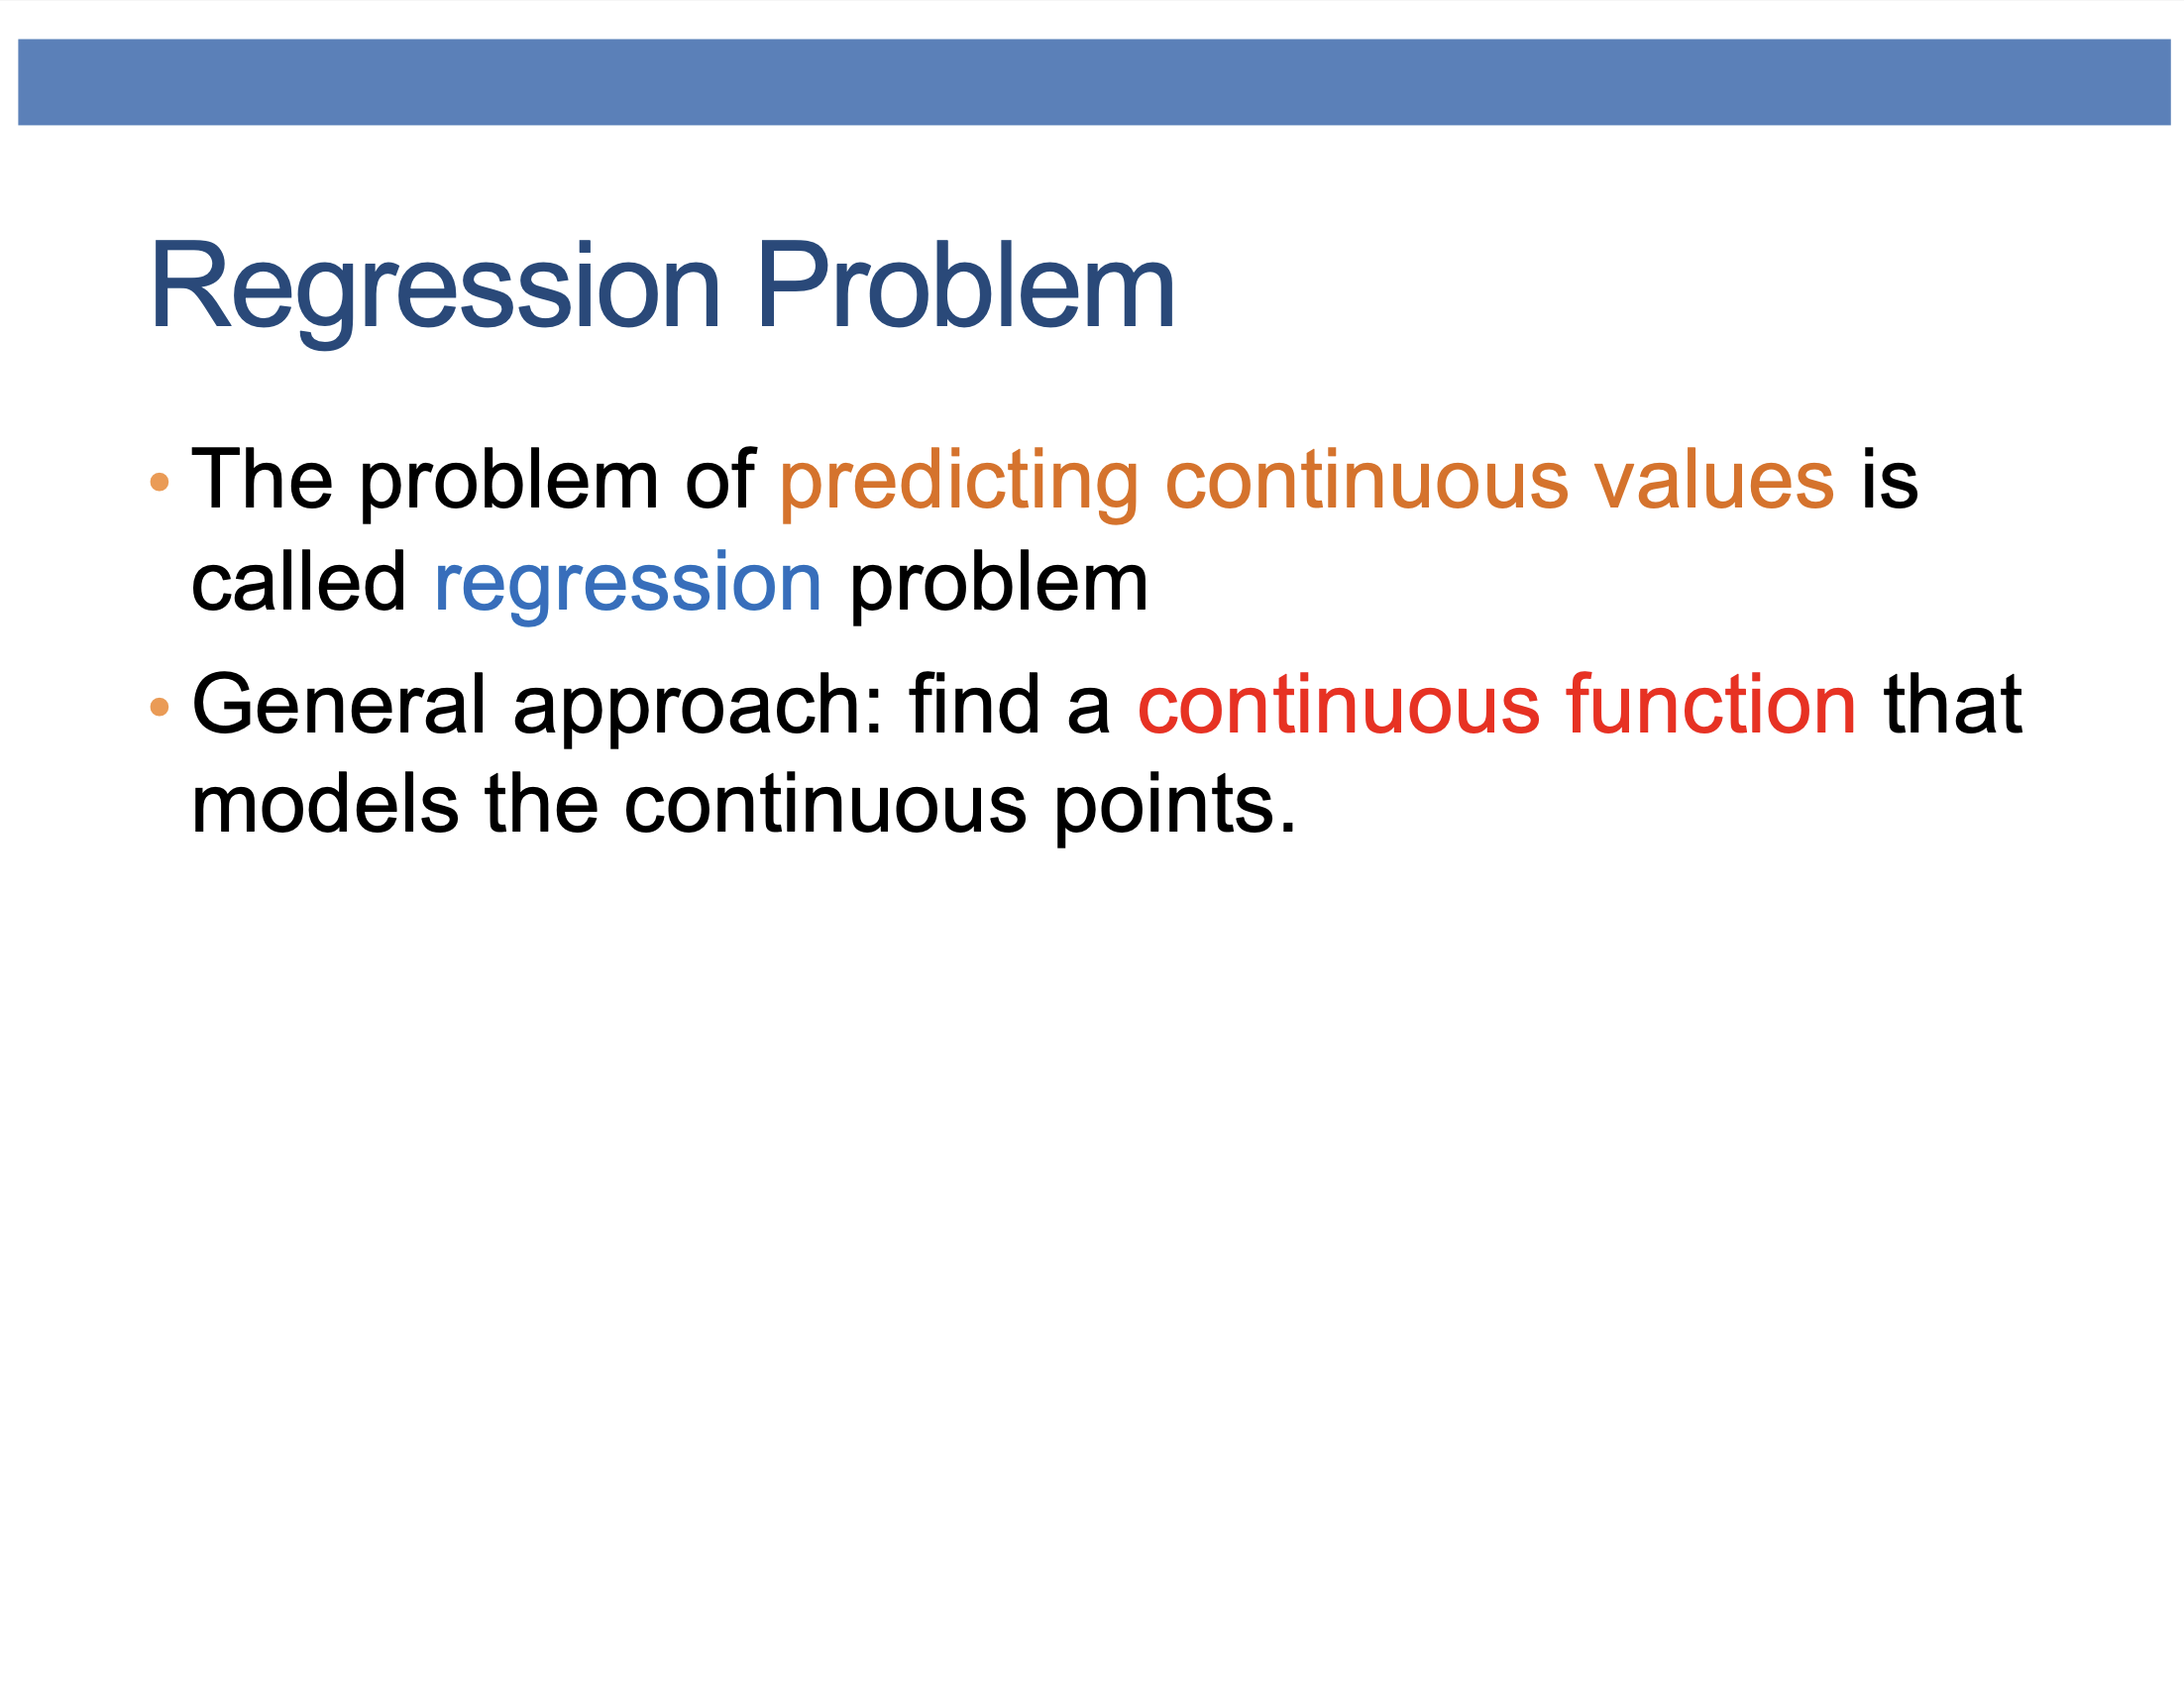 Regression Problem
• The problem of predicting continuous values is
called regression problem
• General approach: find a continuous function that
models the continuous points.